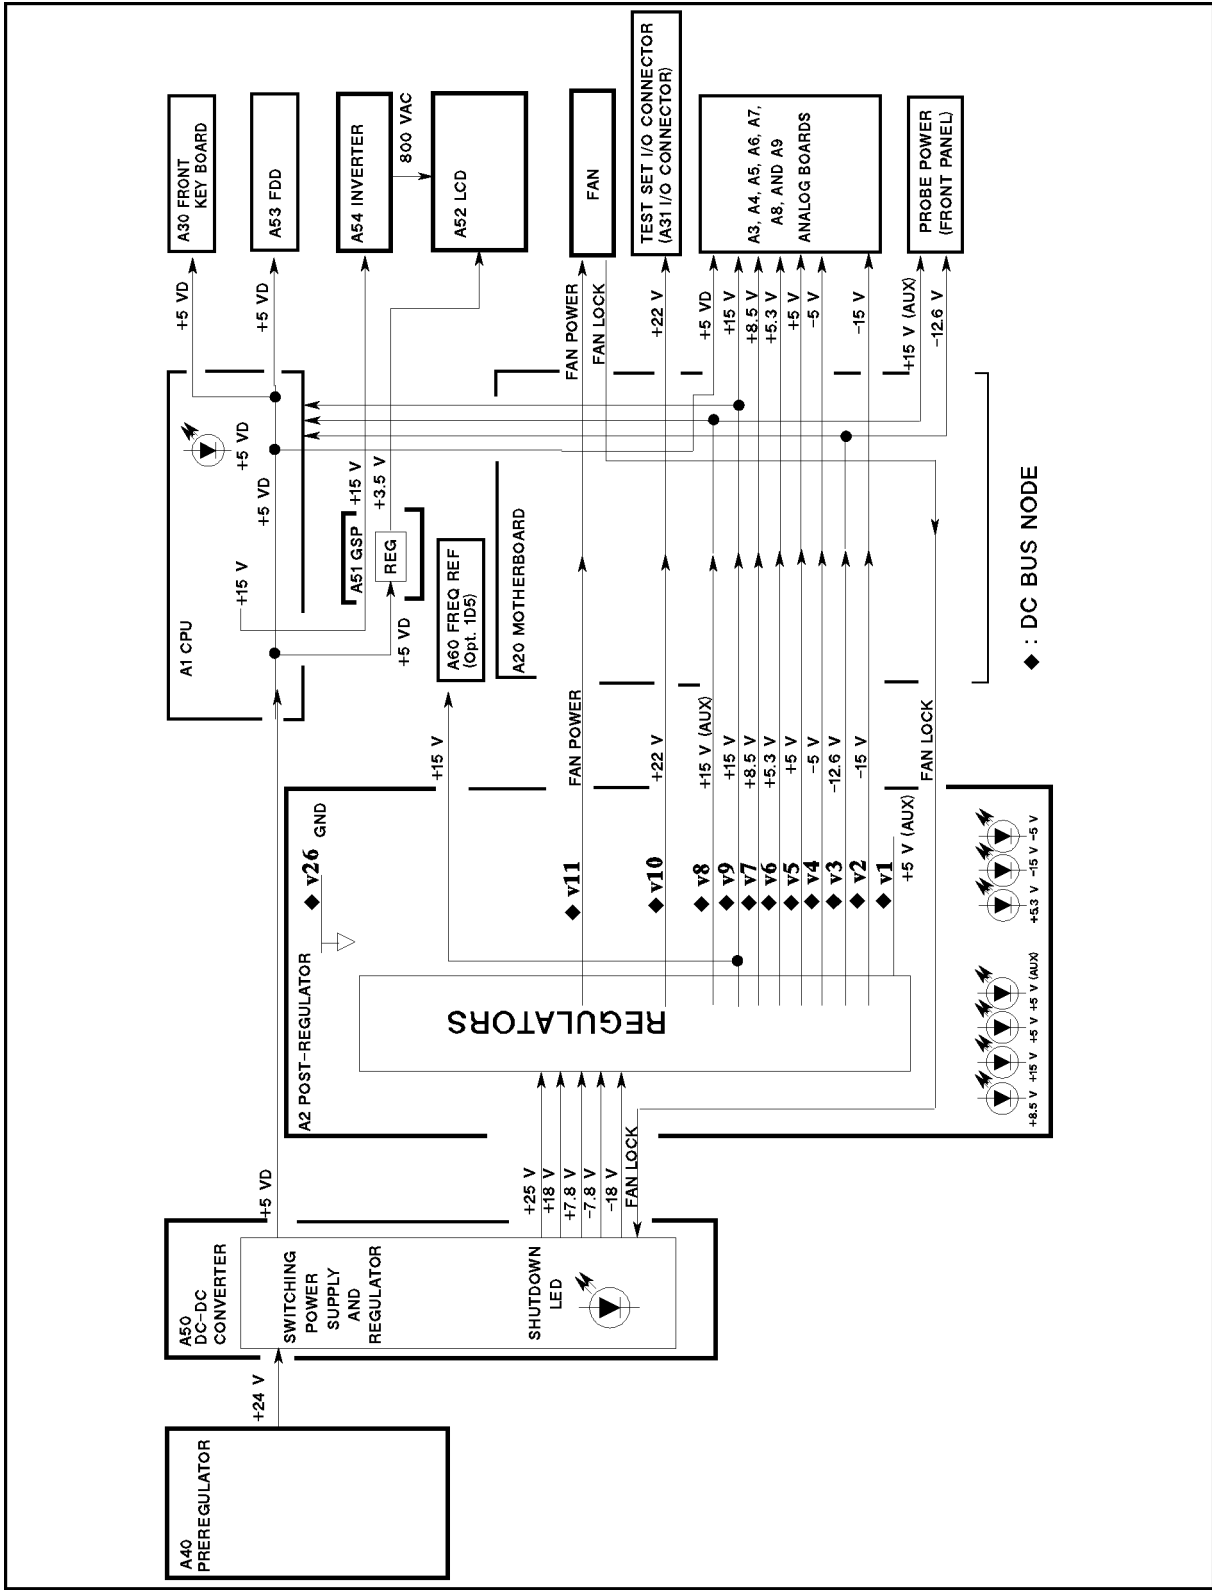 A40
PREREGULATOR
+24 V
A50
DC-DC
CONVERTER
SWITCHING
POWER
SUPPLY
AND
REGULATOR
SHUTDOWN
LED
+5 VD
+25 V
+18 V
+7.8 V
-7.8 V
-18 V
FAN LOCK
A2 POST-REGULATOR
REGULATORS
◆ v26
GND
◆ v11
◆ v10
◆ v8
◆ v9
◆ v7
◆ v6
◆ v5
◆ v4
◆ v3
◆ v2
◆ v1
+5 V (AUX)
+8.5 V +15 V +5 V +5 V (AUX)
+5.3 V -15 V -5 V
+15 V
FAN POWER
+22 V
+15 V (AUX)
+15 V
+8.5 V
+5.3 V
+5 V
-5 V
-12.6 V
-15 V
FAN LOCK
A1 CPU
+15 V
+5 VD
+5 VD
+5 VD
A51 GSP
REG
+15 V
+3.5 V
A60 FREQ REF
(Opt. 1D5)
A20 MOTHERBOARD
◆ : DC BUS NODE
+5 VD
+5 VD
FAN POWER
FAN LOCK
+22 V
+5 VD
+15 V
+8.5 V
+5.3 V
+5 V
-5 V
-15 V
+15 V (AUX)
-12.6 V
A30 FRONT
KEY BOARD
A53 FDD
A54 INVERTER
800 VAC
A52 LCD
FAN
TEST SET I/O CONNECTOR
(A31 I/O CONNECTOR)
A3, A4, A5, A6, A7,
A8, AND A9
ANALOG BOARDS
PROBE POWER
(FRONT PANEL)